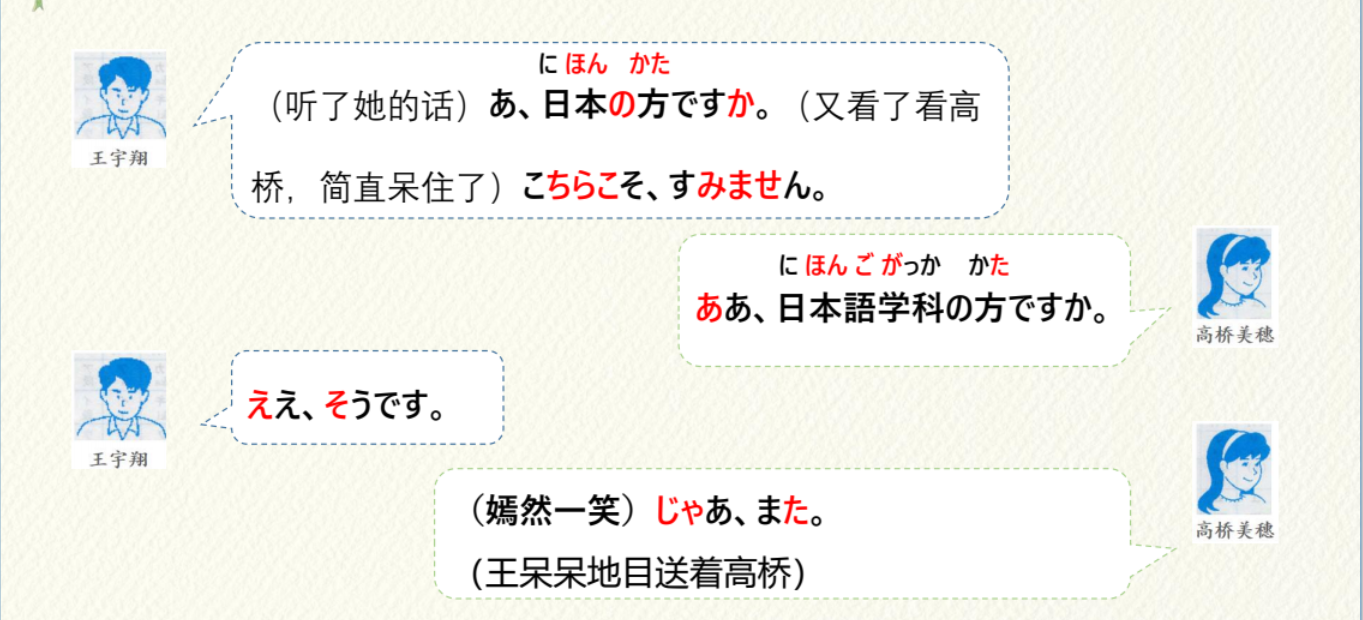 に ほん かた
（听了她的话）あ、日本の方ですか。（又看了看高
桥，简直呆住了）こちらこそ、すみません。
王宇翔
に ほん ご がっか かた
ああ、日本語学科の方ですか。
高桥美穗
ええ、そうです。
王宇翔
（嫣然一笑）じゃあ、また。
(王呆呆地目送着高桥)
高桥美穗